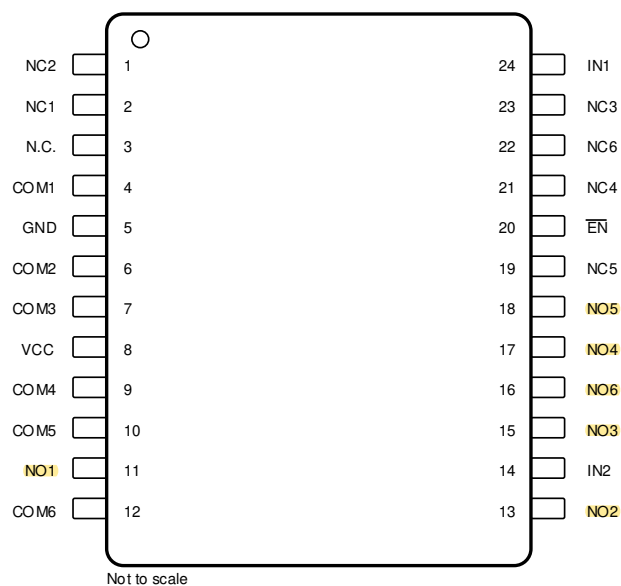 NC2 1 24 IN1
NC1 2 23 NC3
N.C. 3 22 NC6
COM1 4 21 NC4
GND 5 20 E̅N̅
COM2 6 19 NC5
COM3 7 18 NO5
VCC 8 17 NO4
COM4 9 16 NO6
COM5 10 15 NO3
NO1 11 14 IN2
COM6 12 13 NO2
Not to scale